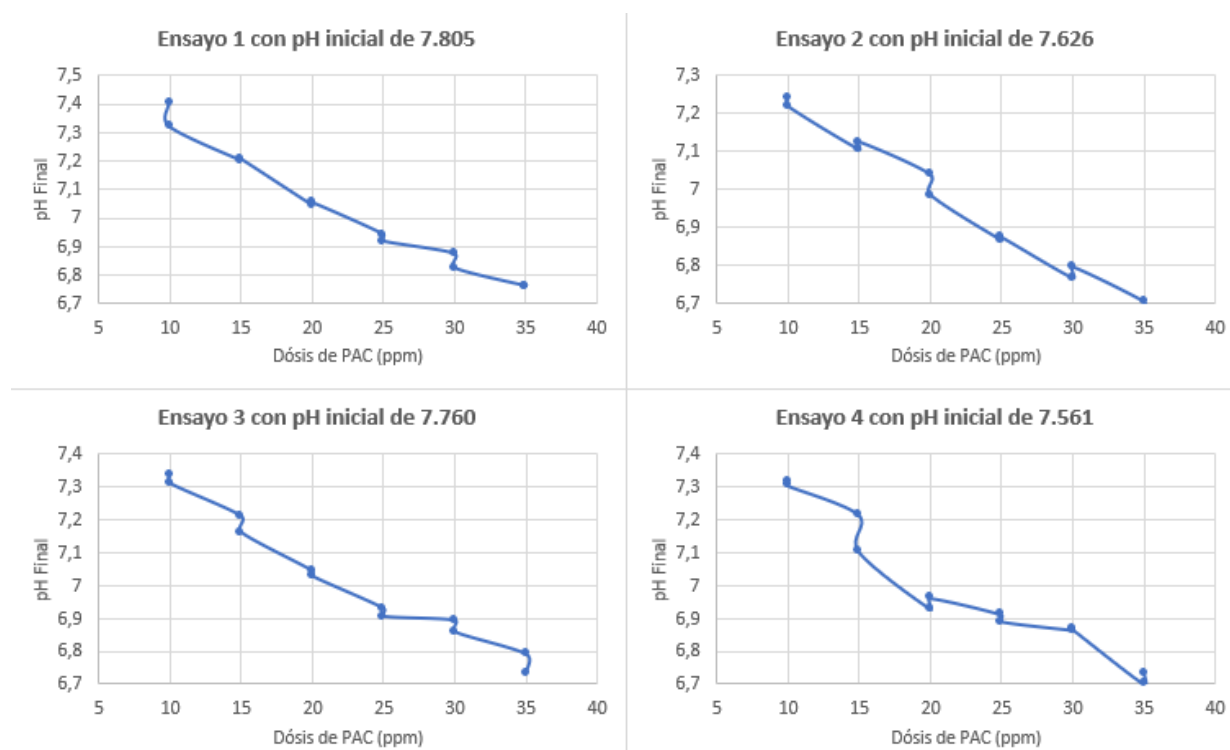 Ensayo 1 con pH inicial de 7.805
7,5
7,4
7,3
7,2
7,1
7
6,9
6,8
6,7
pH Final
5 10 15 20 25 30 35 40
Dósis de PAC (ppm)
Ensayo 2 con pH inicial de 7.626
7,3
7,2
7,1
7
6,9
6,8
6,7
pH Final
5 10 15 20 25 30 35 40
Dósis de PAC (ppm)
Ensayo 3 con pH inicial de 7.760
7,4
7,3
7,2
7,1
7
6,9
6,8
6,7
pH Final
5 10 15 20 25 30 35 40
Dósis de PAC (ppm)
Ensayo 4 con pH inicial de 7.561
7,4
7,3
7,2
7,1
7
6,9
6,8
6,7
pH Final
5 10 15 20 25 30 35 40
Dósis de PAC (ppm)